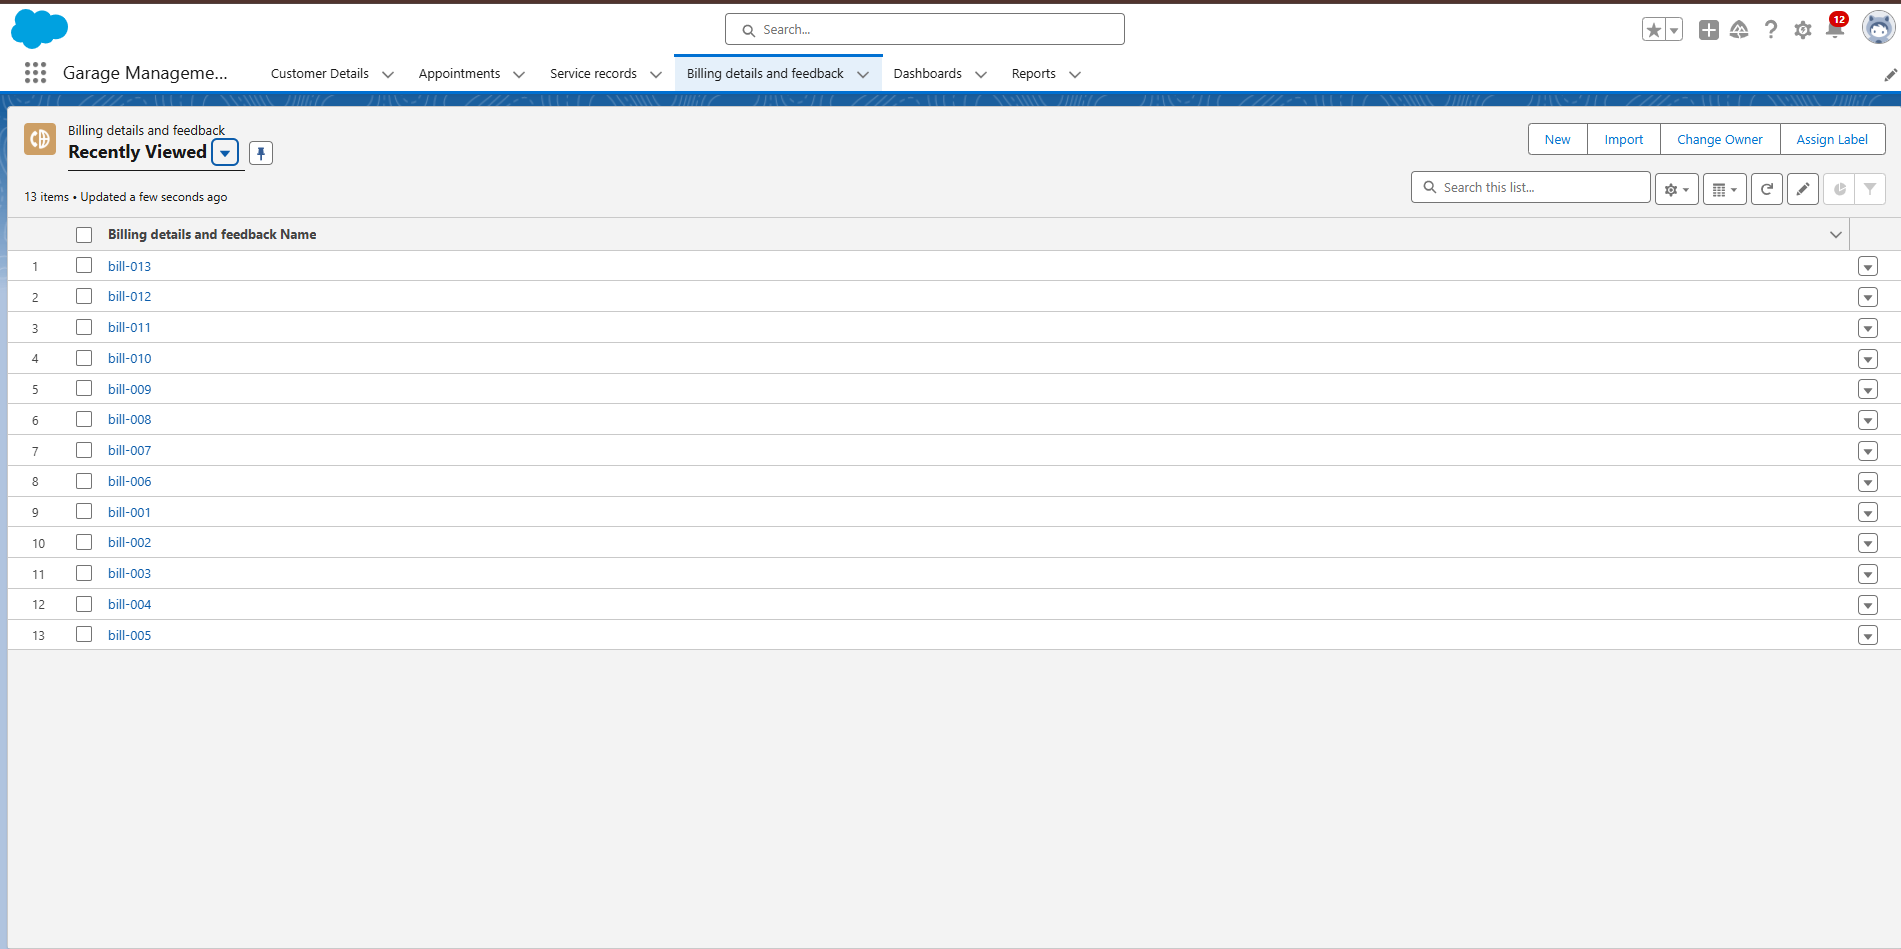 Search...
12
Garage Manageme...
Customer Details
Appointments
Service records
Billing details and feedback
Dashboards
Reports
Billing details and feedback
Recently Viewed
New
Import
Change Owner
Assign Label
13 items • Updated a few seconds ago
Search this list...
Billing details and feedback Name
1 bill-013
2 bill-012
3 bill-011
4 bill-010
5 bill-009
6 bill-008
7 bill-007
8 bill-006
9 bill-001
10 bill-002
11 bill-003
12 bill-004
13 bill-005